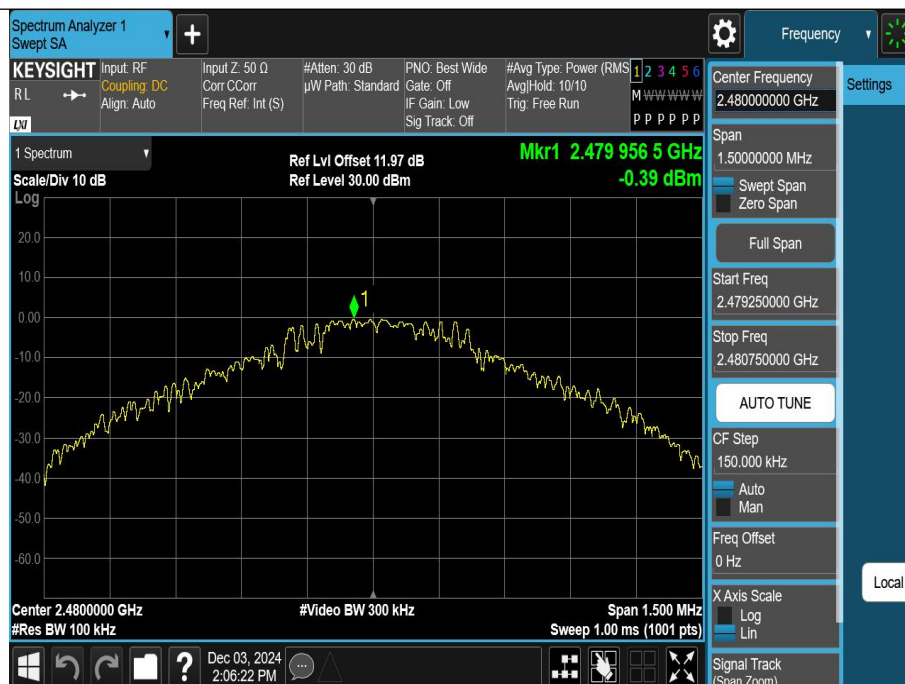 Spectrum Analyzer 1
Swept SA
Frequency
KEYSIGHT
RL
LXI
Input: RF
Coupling: DC
Align: Auto
Input Z: 50 Ω
Corr CCorr
Freq Ref: Int (S)
#Atten: 30 dB
µW Path: Standard
PNO: Best Wide
Gate: Off
IF Gain: Low
Sig Track: Off
#Avg Type: Power (RMS
Avg|Hold: 10/10
Trig: Free Run
1 2 3 4 5 6
M W W W W W
P P P P P P
1 Spectrum
Scale/Div 10 dB
Log
Ref Lvl Offset 11.97 dB
Ref Level 30.00 dBm
Mkr1 2.479 956 5 GHz
-0.39 dBm
1
20.0
10.0
0.00
-10.0
-20.0
-30.0
-40.0
-50.0
-60.0
Center 2.4800000 GHz
#Res BW 100 kHz
#Video BW 300 kHz
Span 1.500 MHz
Sweep 1.00 ms (1001 pts)
?
Dec 03, 2024
2:06:22 PM
Center Frequency
2.480000000 GHz
Settings
Span
1.50000000 MHz
Swept Span
Zero Span
Full Span
Start Freq
2.479250000 GHz
Stop Freq
2.480750000 GHz
AUTO TUNE
CF Step
150.000 kHz
Auto
Man
Freq Offset
0 Hz
Local
X Axis Scale
Log
Lin
Signal Track
(Span Zoom)